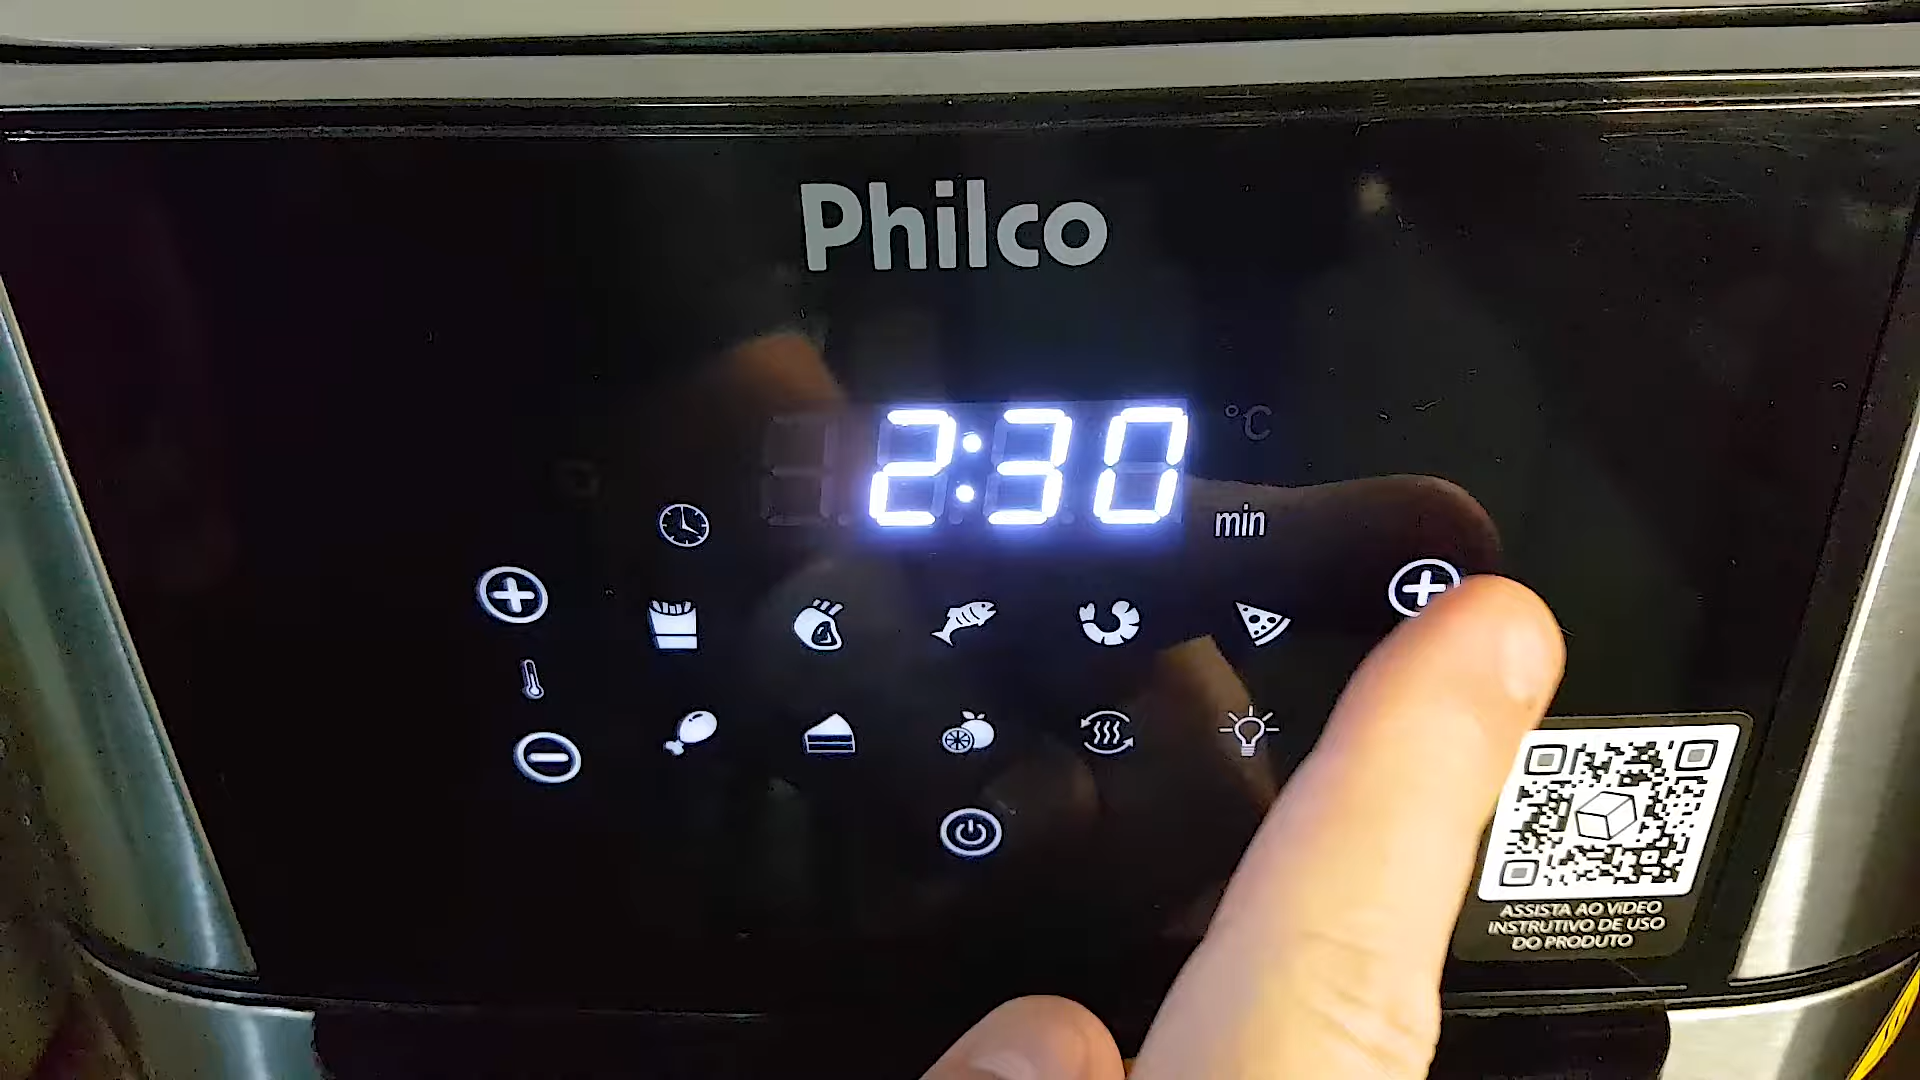 Philco
2:30
°C
min
ASSISTA AO VIDEO
INSTRUTIVO DE USO
DO PRODUTO